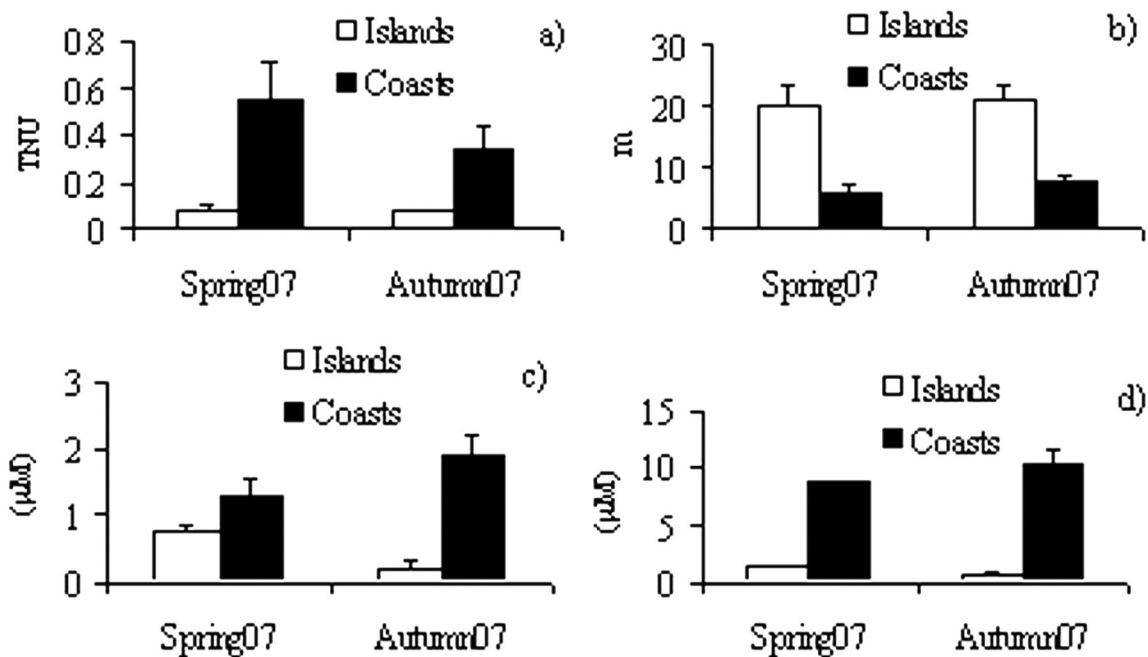 Islands
Coasts
a)
0.8
0.6
0.4
0.2
0
TNU
Spring07
Autumn07
Islands
Coasts
b)
30
20
10
0
m
Spring07
Autumn07
Islands
Coasts
c)
3
2
1
0
(µM)
Spring07
Autumn07
Islands
Coasts
d)
15
10
5
0
(µM)
Spring07
Autumn07